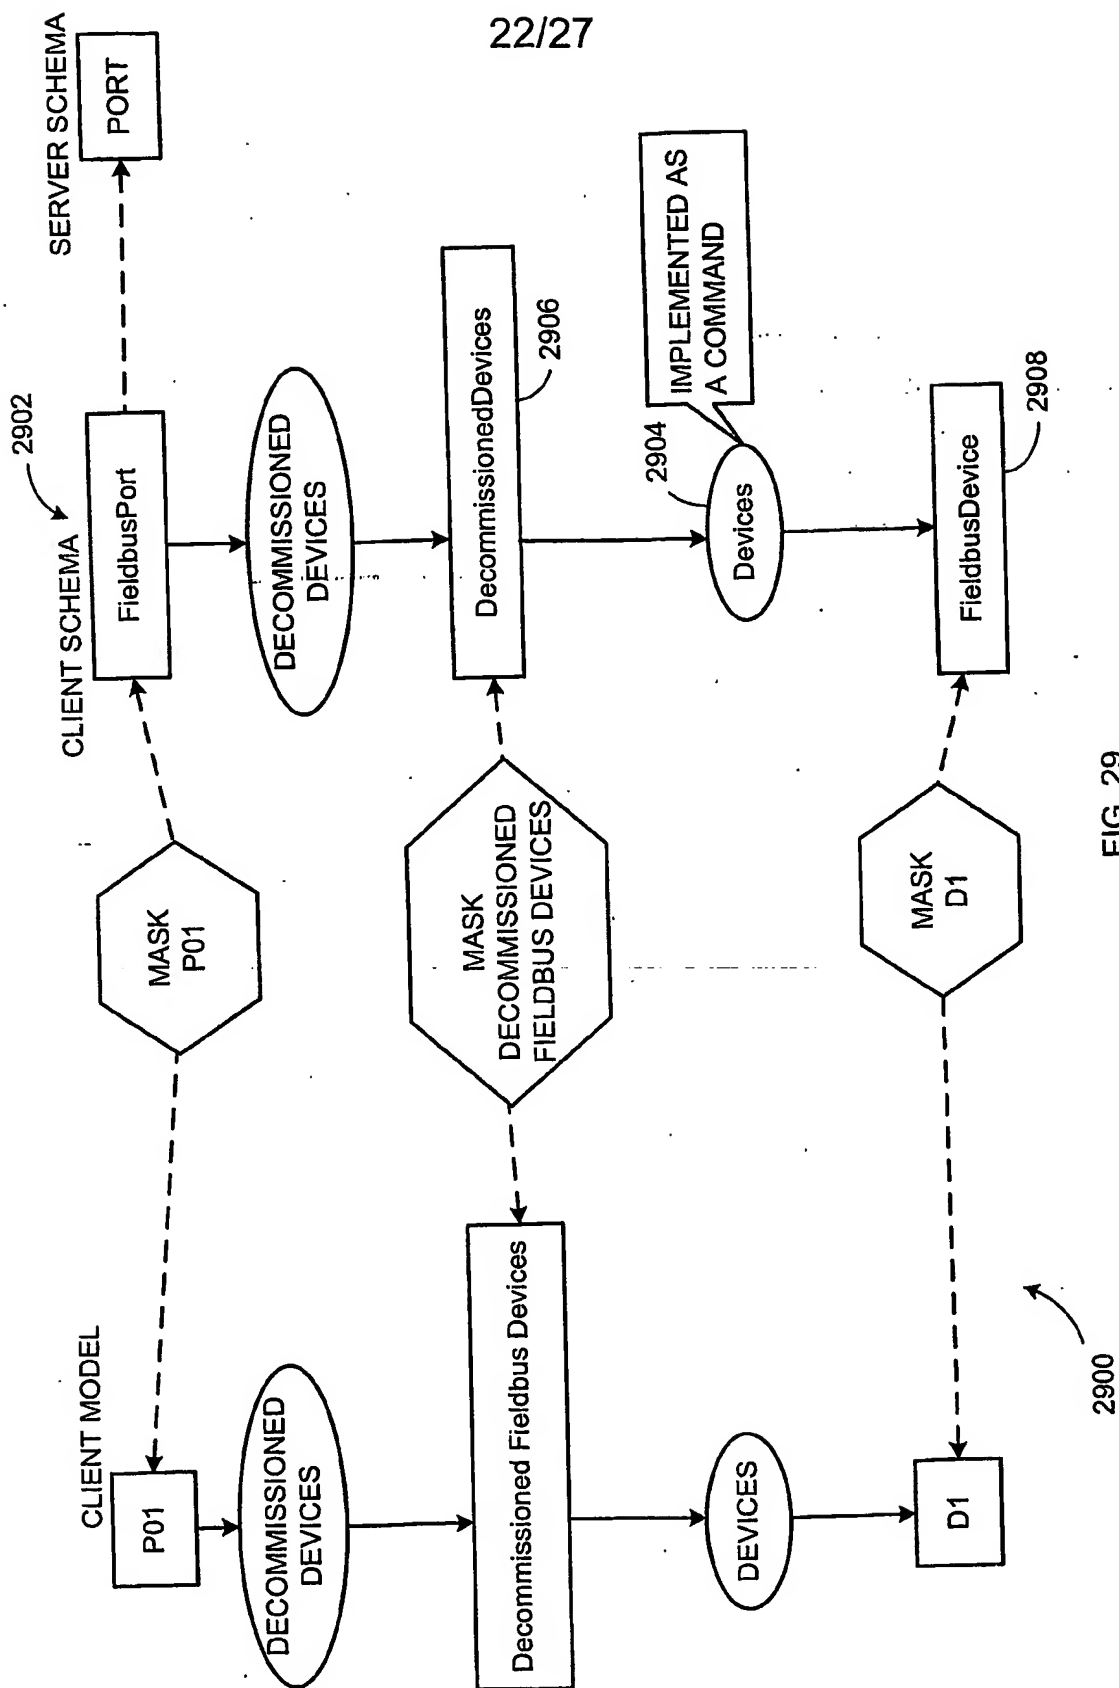 22/27
CLIENT MODEL
CLIENT SCHEMA
2902
SERVER SCHEMA
P01
MASK
P01
FieldbusPort
PORT
DECOMMISSIONED
DEVICES
DECOMMISSIONED
DEVICES
Decommissioned Fieldbus Devices
MASK
DECOMMISSIONED
FIELDBUS DEVICES
DecommissionedDevices
2906
DEVICES
Devices
2904
IMPLEMENTED AS
A COMMAND
D1
MASK
D1
FieldbusDevice
2908
2900
FIG. 29